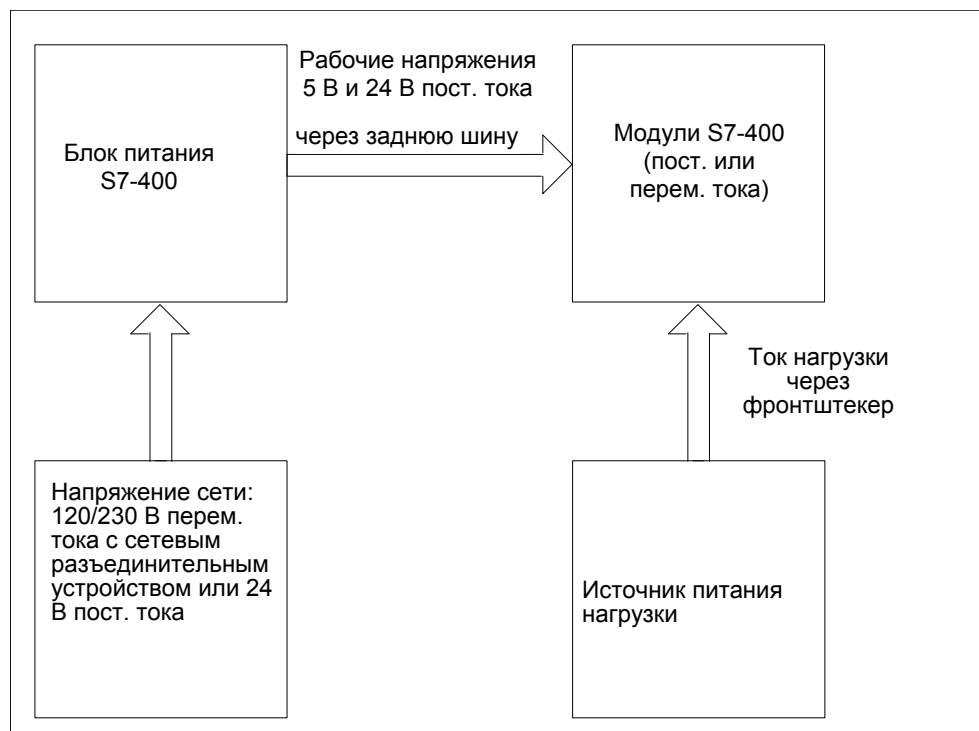 Блок питания
S7-400
Рабочие напряжения
5 В и 24 В пост. тока
через заднюю шину
Модули S7-400
(пост. или
перем. тока)
Ток нагрузки
через
фронтштекер
Напряжение сети:
120/230 В перем.
тока с сетевым
разъединительным
устройством или 24
В пост. тока
Источник питания
нагрузки